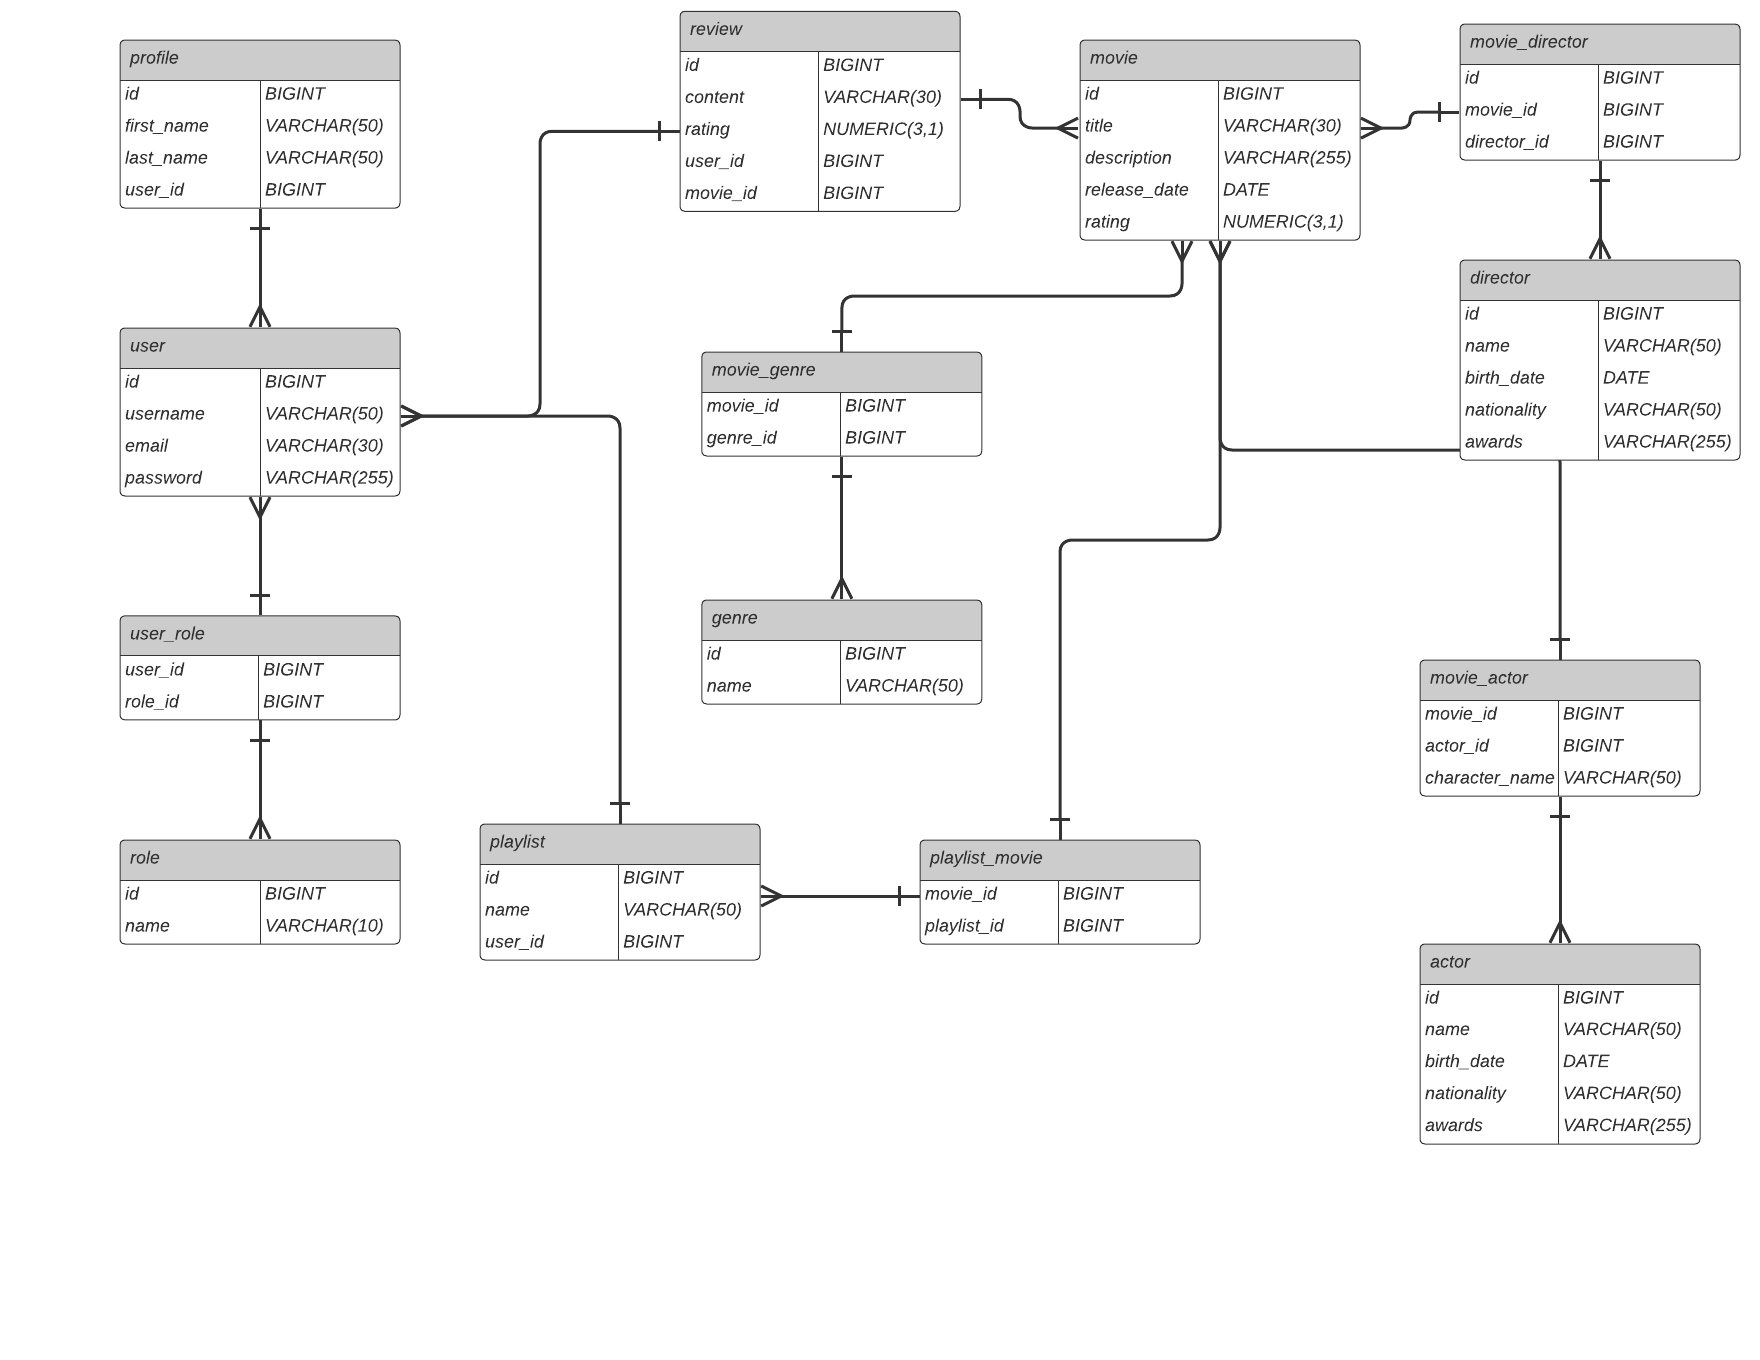 profile
id BIGINT
first_name VARCHAR(50)
last_name VARCHAR(50)
user_id BIGINT
review
id BIGINT
content VARCHAR(30)
rating NUMERIC(3,1)
user_id BIGINT
movie_id BIGINT
movie
id BIGINT
title VARCHAR(30)
description VARCHAR(255)
release_date DATE
rating NUMERIC(3,1)
movie_director
id BIGINT
movie_id BIGINT
director_id BIGINT
user
id BIGINT
username VARCHAR(50)
email VARCHAR(30)
password VARCHAR(255)
movie_genre
movie_id BIGINT
genre_id BIGINT
director
id BIGINT
name VARCHAR(50)
birth_date DATE
nationality VARCHAR(50)
awards VARCHAR(255)
user_role
user_id BIGINT
role_id BIGINT
genre
id BIGINT
name VARCHAR(50)
movie_actor
movie_id BIGINT
actor_id BIGINT
character_name VARCHAR(50)
role
id BIGINT
name VARCHAR(10)
playlist
id BIGINT
name VARCHAR(50)
user_id BIGINT
playlist_movie
movie_id BIGINT
playlist_id BIGINT
actor
id BIGINT
name VARCHAR(50)
birth_date DATE
nationality VARCHAR(50)
awards VARCHAR(255)